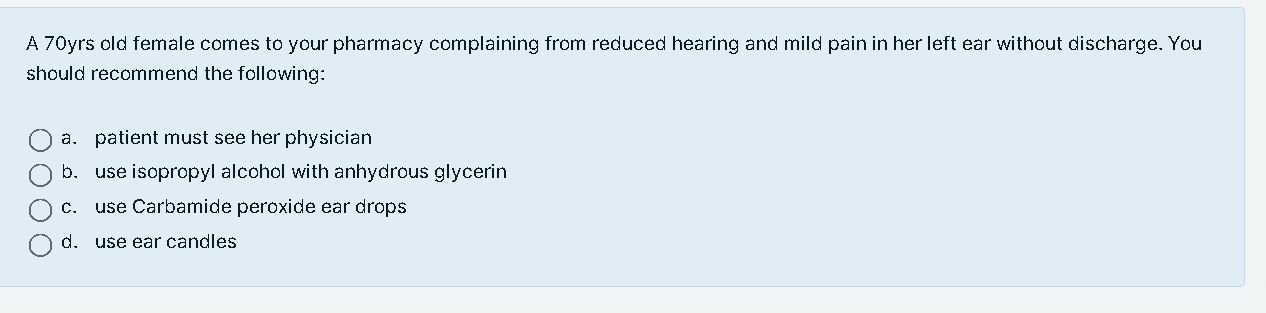 A 70yrs old female comes to your pharmacy complaining from reduced hearing and mild pain in her left ear without discharge. You
should recommend the following:
a. patient must see her physician
b. use isopropyl alcohol with anhydrous glycerin
c. use Carbamide peroxide ear drops
d. use ear candles